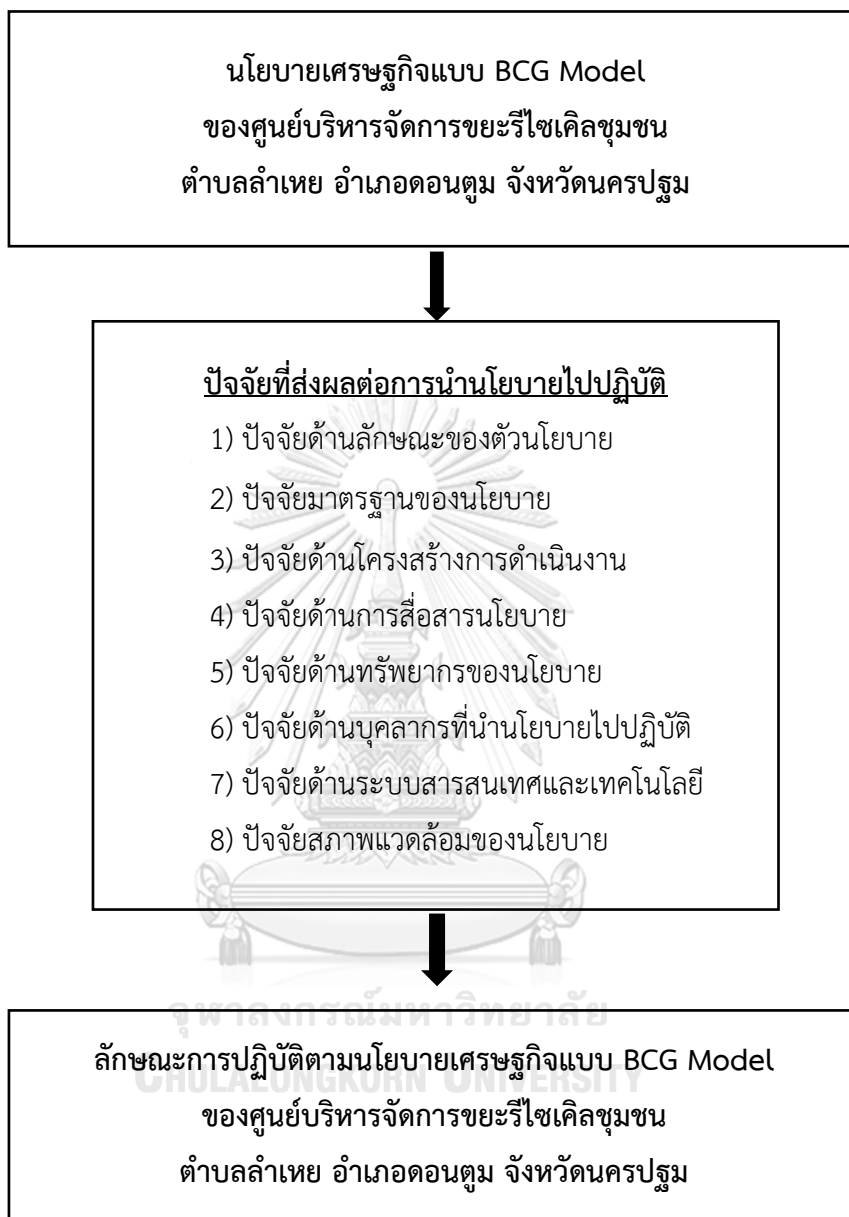 นโยบายเศรษฐกิจแบบ BCG Model
ของศูนย์บริหารจัดการขยะรีไซเคิลชุมชน
ตำบลลำเหย อำเภอดอนตูม จังหวัดนครปฐม
ปัจจัยที่ส่งผลต่อการนำนโยบายไปปฏิบัติ
1) ปัจจัยด้านลักษณะของตัวนโยบาย
2) ปัจจัยมาตรฐานของนโยบาย
3) ปัจจัยด้านโครงสร้างการดำเนินงาน
4) ปัจจัยด้านการสื่อสารนโยบาย
5) ปัจจัยด้านทรัพยากรของนโยบาย
6) ปัจจัยด้านบุคลากรที่นำนโยบายไปปฏิบัติ
7) ปัจจัยด้านระบบสารสนเทศและเทคโนโลยี
8) ปัจจัยสภาพแวดล้อมของนโยบาย
จุฬาลงกรณ์มหาวิทยาลัย
ลักษณะการปฏิบัติตามนโยบายเศรษฐกิจแบบ BCG Model
CHULALONGKORN UNIVERSITY
ของศูนย์บริหารจัดการขยะรีไซเคิลชุมชน
ตำบลลำเหย อำเภอดอนตูม จังหวัดนครปฐม